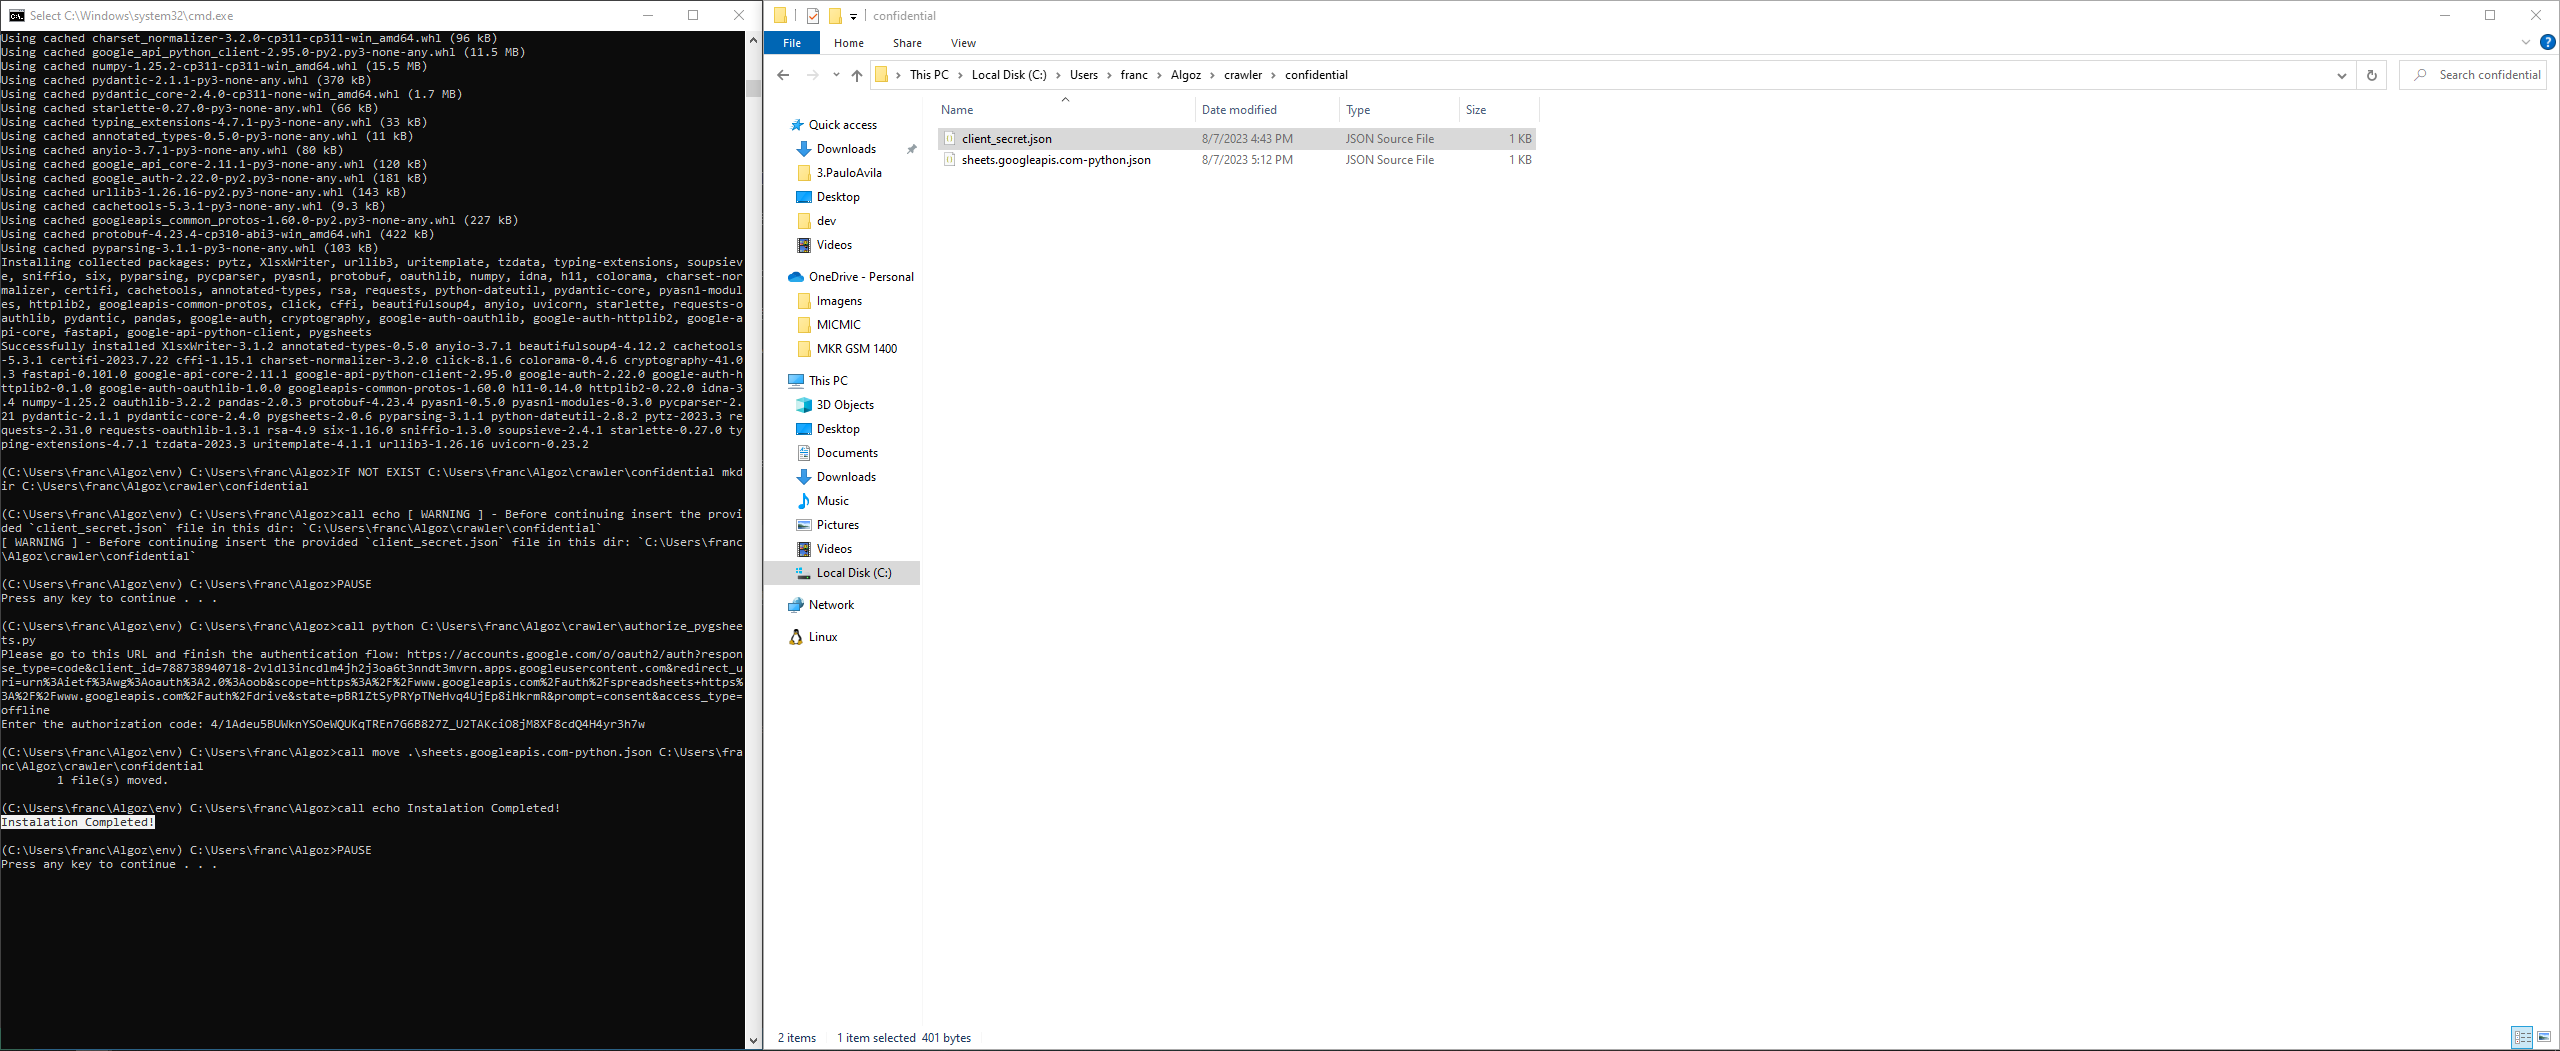 Select C:\Windows\system32\cmd.exe
Using cached charset_normalizer-3.2.0-cp311-cp311-win_amd64.whl (96 kB)
Using cached google_api_python_client-2.95.0-py2.py3-none-any.whl (11.5 MB)
Using cached numpy-1.25.2-cp311-cp311-win_amd64.whl (15.5 MB)
Using cached pydantic-2.1.1-py3-none-any.whl (370 kB)
Using cached pydantic_core-2.4.0-cp311-none-win_amd64.whl (1.7 MB)
Using cached starlette-0.27.0-py3-none-any.whl (66 kB)
Using cached typing_extensions-4.7.1-py3-none-any.whl (33 kB)
Using cached annotated_types-0.5.0-py3-none-any.whl (11 kB)
Using cached anyio-3.7.1-py3-none-any.whl (80 kB)
Using cached google_api_core-2.11.1-py3-none-any.whl (120 kB)
Using cached google_auth-2.22.0-py2.py3-none-any.whl (181 kB)
Using cached urllib3-1.26.16-py2.py3-none-any.whl (143 kB)
Using cached cachetools-5.3.1-py3-none-any.whl (9.3 kB)
Using cached googleapis_common_protos-1.60.0-py2.py3-none-any.whl (227 kB)
Using cached protobuf-4.23.4-cp310-abi3-win_amd64.whl (422 kB)
Using cached pyparsing-3.1.1-py3-none-any.whl (103 kB)
Installing collected packages: pytz, XlsxWriter, urllib3, uritemplate, tzdata, typing-extensions, soupsiev
e, sniffio, six, pyparsing, pycparser, pyasn1, protobuf, oauthlib, numpy, idna, h11, colorama, charset-nor
malizer, certifi, cachetools, annotated-types, rsa, requests, python-dateutil, pydantic-core, pyasn1-modul
es, httplib2, googleapis-common-protos, click, cffi, beautifulsoup4, anyio, uvicorn, starlette, requests-o
authlib, pydantic, pandas, google-auth, cryptography, google-auth-oauthlib, google-auth-httplib2, google-a
pi-core, fastapi, google-api-python-client, pygsheets
Successfully installed XlsxWriter-3.1.2 annotated-types-0.5.0 anyio-3.7.1 beautifulsoup4-4.12.2 cachetools
-5.3.1 certifi-2023.7.22 cffi-1.15.1 charset-normalizer-3.2.0 click-8.1.6 colorama-0.4.6 cryptography-41.0
.3 fastapi-0.101.0 google-api-core-2.11.1 google-api-python-client-2.95.0 google-auth-2.22.0 google-auth-h
ttplib2-0.1.0 google-auth-oauthlib-1.0.0 googleapis-common-protos-1.60.0 h11-0.14.0 httplib2-0.22.0 idna-3
.4 numpy-1.25.2 oauthlib-3.2.2 pandas-2.0.3 protobuf-4.23.4 pyasn1-0.5.0 pyasn1-modules-0.3.0 pycparser-2.
21 pydantic-2.1.1 pydantic-core-2.4.0 pygsheets-2.0.6 pyparsing-3.1.1 python-dateutil-2.8.2 pytz-2023.3 re
quests-2.31.0 requests-oauthlib-1.3.1 rsa-4.9 six-1.16.0 sniffio-1.3.0 soupsieve-2.4.1 starlette-0.27.0 ty
ping-extensions-4.7.1 tzdata-2023.3 uritemplate-4.1.1 urllib3-1.26.16 uvicorn-0.23.2
(C:\Users\franc\Algoz\env) C:\Users\franc\Algoz>IF NOT EXIST C:\Users\franc\Algoz\crawler\confidential mkd
ir C:\Users\franc\Algoz\crawler\confidential
(C:\Users\franc\Algoz\env) C:\Users\franc\Algoz>call echo [ WARNING ] - Before continuing insert the provi
ded `client_secret.json` file in this dir: `C:\Users\franc\Algoz\crawler\confidential`
[ WARNING ] - Before continuing insert the provided `client_secret.json` file in this dir: `C:\Users\franc
\Algoz\crawler\confidential`
(C:\Users\franc\Algoz\env) C:\Users\franc\Algoz>PAUSE
Press any key to continue . . .
(C:\Users\franc\Algoz\env) C:\Users\franc\Algoz>call python C:\Users\franc\Algoz\crawler\authorize_pygshee
ts.py
Please go to this URL and finish the authentication flow: https://accounts.google.com/o/oauth2/auth?respon
se_type=code&client_id=788738940718-2vldl3incdlm4jh2j3oa6t3nndt3mvrn.apps.googleusercontent.com&redirect_u
ri=urn%3Aietf%3Awg%3Aoauth%3A2.0%3Aoob&scope=https%3A%2F%2Fwww.googleapis.com%2Fauth%2Fspreadsheets+https%
3A%2F%2Fwww.googleapis.com%2Fauth%2Fdrive&state=pBR1ZtSyPRYpTNeHvq4UjEp8iHkrmR&prompt=consent&access_type=
offline
Enter the authorization code: 4/1Adeu5BUWknYSOeWQUKqTREn7G6B827Z_U2TAKciO8jM8XF8cdQ4H4yr3h7w
(C:\Users\franc\Algoz\env) C:\Users\franc\Algoz>call move .\sheets.googleapis.com-python.json C:\Users\fra
nc\Algoz\crawler\confidential
1 file(s) moved.
(C:\Users\franc\Algoz\env) C:\Users\franc\Algoz>call echo Instalation Completed!
Instalation Completed!
(C:\Users\franc\Algoz\env) C:\Users\franc\Algoz>PAUSE
Press any key to continue . . .
confidential
File Home Share View
This PC > Local Disk (C:) > Users > franc > Algoz > crawler > confidential
Search confidential
Name Date modified Type Size
client_secret.json 8/7/2023 4:43 PM JSON Source File 1 KB
sheets.googleapis.com-python.json 8/7/2023 5:12 PM JSON Source File 1 KB
Quick access
Downloads
3.PauloAvila
Desktop
dev
Videos
OneDrive - Personal
Imagens
MICMIC
MKR GSM 1400
This PC
3D Objects
Desktop
Documents
Downloads
Music
Pictures
Videos
Local Disk (C:)
Network
Linux
2 items 1 item selected 401 bytes